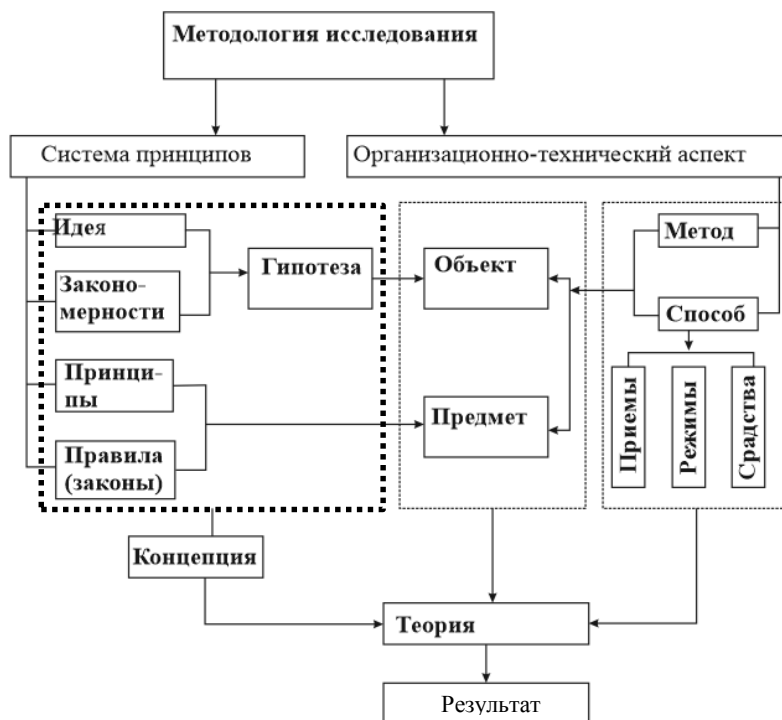 Методология исследования
Система принципов
Организационно-технический аспект
Идея
Законо-
мерности
Гипотеза
Принци-
пы
Правила
(законы)
Объект
Предмет
Метод
Способ
Приемы
Режимы
Срадства
Концепция
Теория
Результат